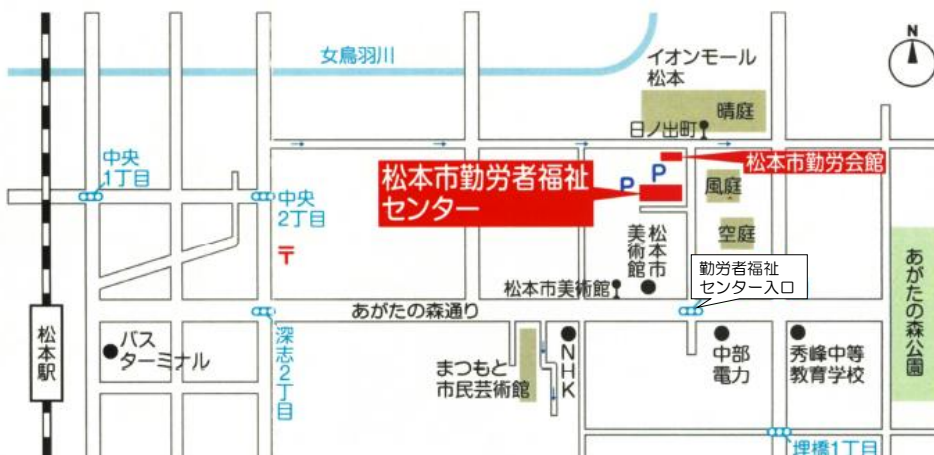 女鳥羽川
イオンモール
松本
晴庭
N
日ノ出町
中央
1丁目
松本市勤労会館
松本市勤労者福祉
センター
P
P
風庭
中央
2丁目
空庭
松本市
美術館
勤労者福祉
センター入口
松本市美術館
あがたの森通り
あがたの森公園
松本駅
バス
ターミナル
深志2丁目
まつもと
市民芸術館
NHK
中部
電力
秀峰中等
教育学校
埋橋1丁目